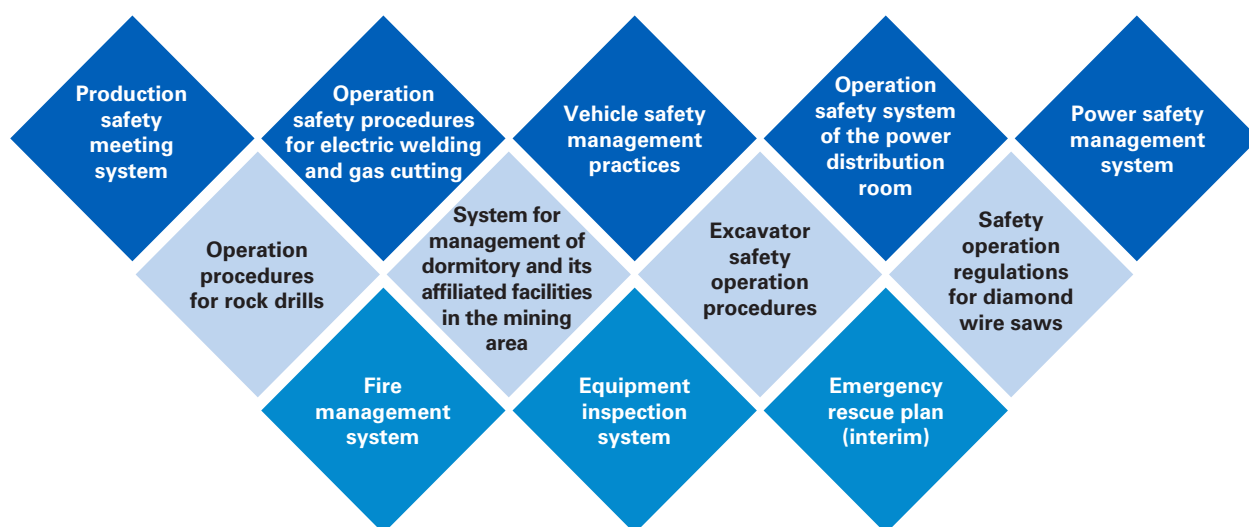 Production
safety
meeting
system
Operation
safety procedures
for electric welding
and gas cutting
Vehicle safety
management
practices
Operation
safety system
of the power
distribution
room
Power safety
management
system
Operation
procedures
for rock drills
System for
management of
dormitory and its
affiliated facilities
in the mining
area
Excavator
safety
operation
procedures
Safety
operation
regulations
for diamond
wire saws
Fire
management
system
Equipment
inspection
system
Emergency
rescue plan
(interim)